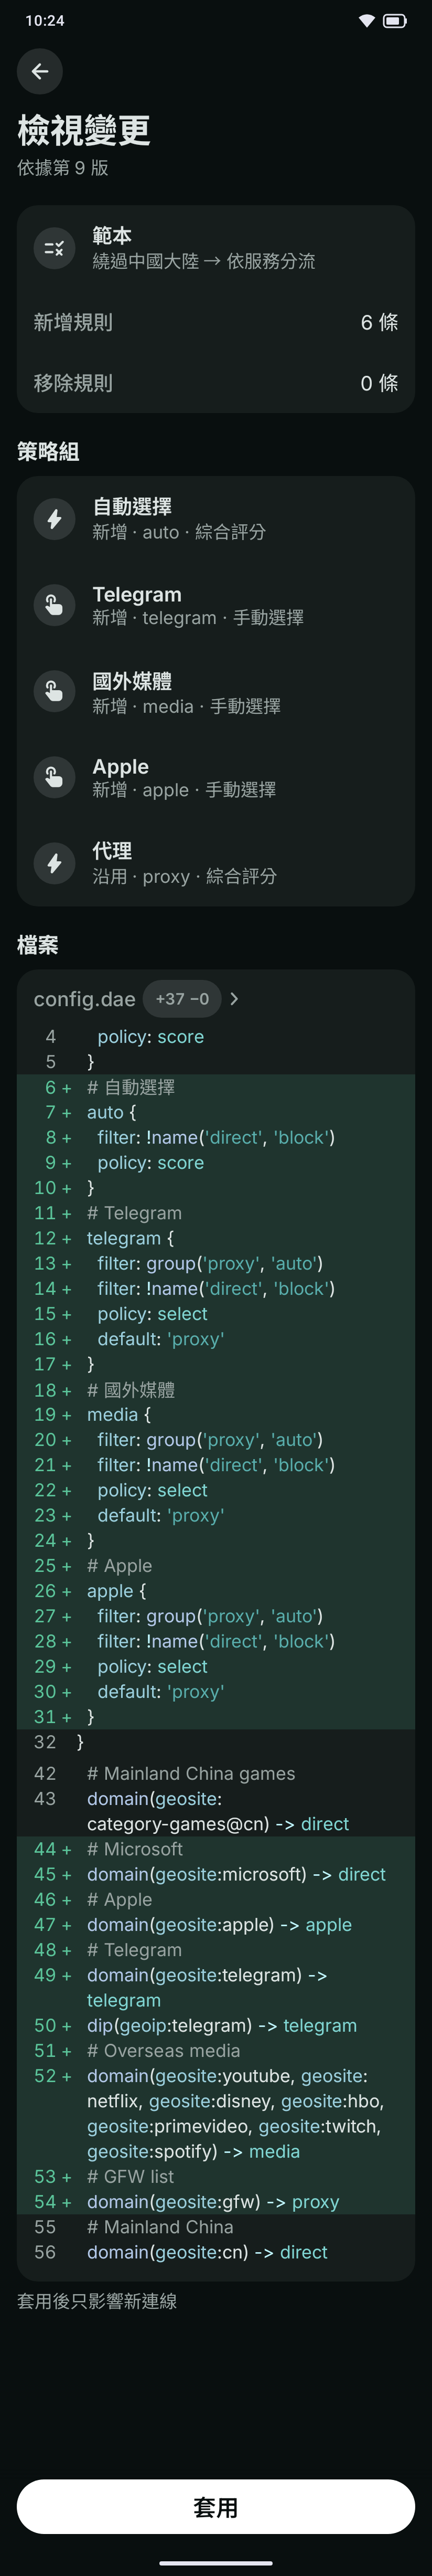 10:24
檢視變更
依據第 9 版
範本
繞過中國大陸 → 依服務分流
新增規則 6 條
移除規則 0 條
策略組
自動選擇
新增 · auto · 綜合評分
Telegram
新增 · telegram · 手動選擇
國外媒體
新增 · media · 手動選擇
Apple
新增 · apple · 手動選擇
代理
沿用 · proxy · 綜合評分
檔案
config.dae +37 −0
4 policy: score
5 }
6 + # 自動選擇
7 + auto {
8 + filter: !name('direct', 'block')
9 + policy: score
10 + }
11 + # Telegram
12 + telegram {
13 + filter: group('proxy', 'auto')
14 + filter: !name('direct', 'block')
15 + policy: select
16 + default: 'proxy'
17 + }
18 + # 國外媒體
19 + media {
20 + filter: group('proxy', 'auto')
21 + filter: !name('direct', 'block')
22 + policy: select
23 + default: 'proxy'
24 + }
25 + # Apple
26 + apple {
27 + filter: group('proxy', 'auto')
28 + filter: !name('direct', 'block')
29 + policy: select
30 + default: 'proxy'
31 + }
32 }
42 # Mainland China games
43 domain(geosite:
category-games@cn) -> direct
44 + # Microsoft
45 + domain(geosite:microsoft) -> direct
46 + # Apple
47 + domain(geosite:apple) -> apple
48 + # Telegram
49 + domain(geosite:telegram) ->
telegram
50 + dip(geoip:telegram) -> telegram
51 + # Overseas media
52 + domain(geosite:youtube, geosite:
netflix, geosite:disney, geosite:hbo,
geosite:primevideo, geosite:twitch,
geosite:spotify) -> media
53 + # GFW list
54 + domain(geosite:gfw) -> proxy
55 # Mainland China
56 domain(geosite:cn) -> direct
套用後只影響新連線
套用